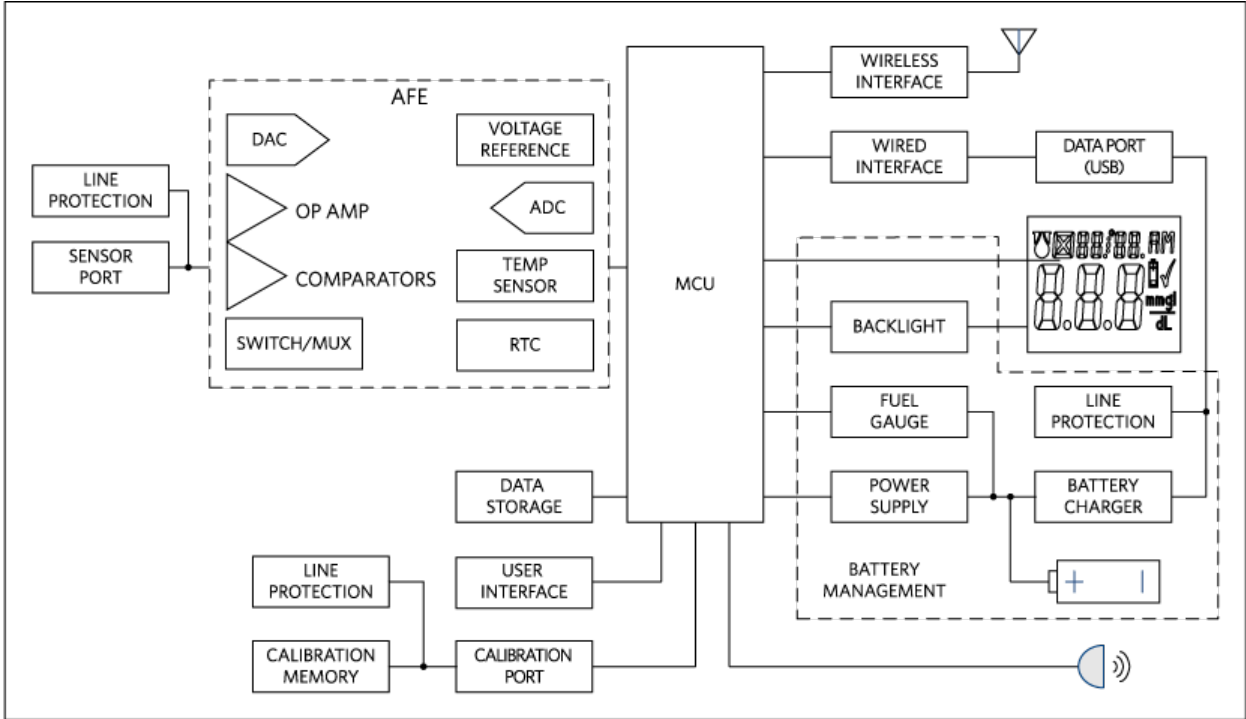 AFE
DAC
VOLTAGE
REFERENCE
LINE
PROTECTION
OP AMP
ADC
SENSOR
PORT
COMPARATORS
TEMP
SENSOR
SWITCH/MUX
RTC
MCU
WIRELESS
INTERFACE
WIRED
INTERFACE
DATA PORT
(USB)
88:88. AM
8.8.8
mmgl
dL
BACKLIGHT
FUEL
GAUGE
LINE
PROTECTION
POWER
SUPPLY
BATTERY
CHARGER
BATTERY
MANAGEMENT
+
DATA
STORAGE
LINE
PROTECTION
USER
INTERFACE
CALIBRATION
MEMORY
CALIBRATION
PORT